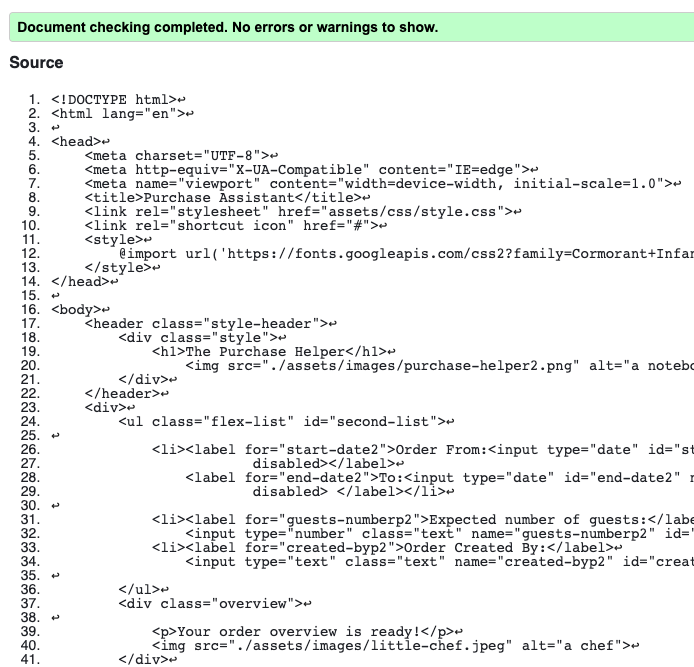 Document checking completed. No errors or warnings to show.
Source
1. <!DOCTYPE html>↩
2. <html lang="en">↩
3. ↩
4. <head>↩
5.     <meta charset="UTF-8">↩
6.     <meta http-equiv="X-UA-Compatible" content="IE=edge">↩
7.     <meta name="viewport" content="width=device-width, initial-scale=1.0">↩
8.     <title>Purchase Assistant</title>↩
9.     <link rel="stylesheet" href="assets/css/style.css">↩
10.     <link rel="shortcut icon" href="#">↩
11.     <style>↩
12.         @import url('https://fonts.googleapis.com/css2?family=Cormorant+Infar
13.     </style>↩
14. </head>↩
15. ↩
16. <body>↩
17.     <header class="style-header">↩
18.         <div class="style">↩
19.             <h1>The Purchase Helper</h1>↩
20.                 <img src="./assets/images/purchase-helper2.png" alt="a notebo
21.         </div>↩
22.     </header>↩
23.     <div>↩
24.         <ul class="flex-list" id="second-list">↩
25. ↩
26.             <li><label for="start-date2">Order From:<input type="date" id="st
27.                         disabled></label>↩
28.                 <label for="end-date2">To:<input type="date" id="end-date2" n
29.                         disabled> </label></li>↩
30. ↩
31.             <li><label for="guests-numberp2">Expected number of guests:</labe
32.                 <input type="number" class="text" name="guests-numberp2" id="
33.             <li><label for="created-byp2">Order Created By:</label>↩
34.                 <input type="text" class="text" name="created-byp2" id="creat
35. ↩
36.         </ul>↩
37.         <div class="overview">↩
38. ↩
39.             <p>Your order overview is ready!</p>↩
40.             <img src="./assets/images/little-chef.jpeg" alt="a chef">↩
41.         </div>↩